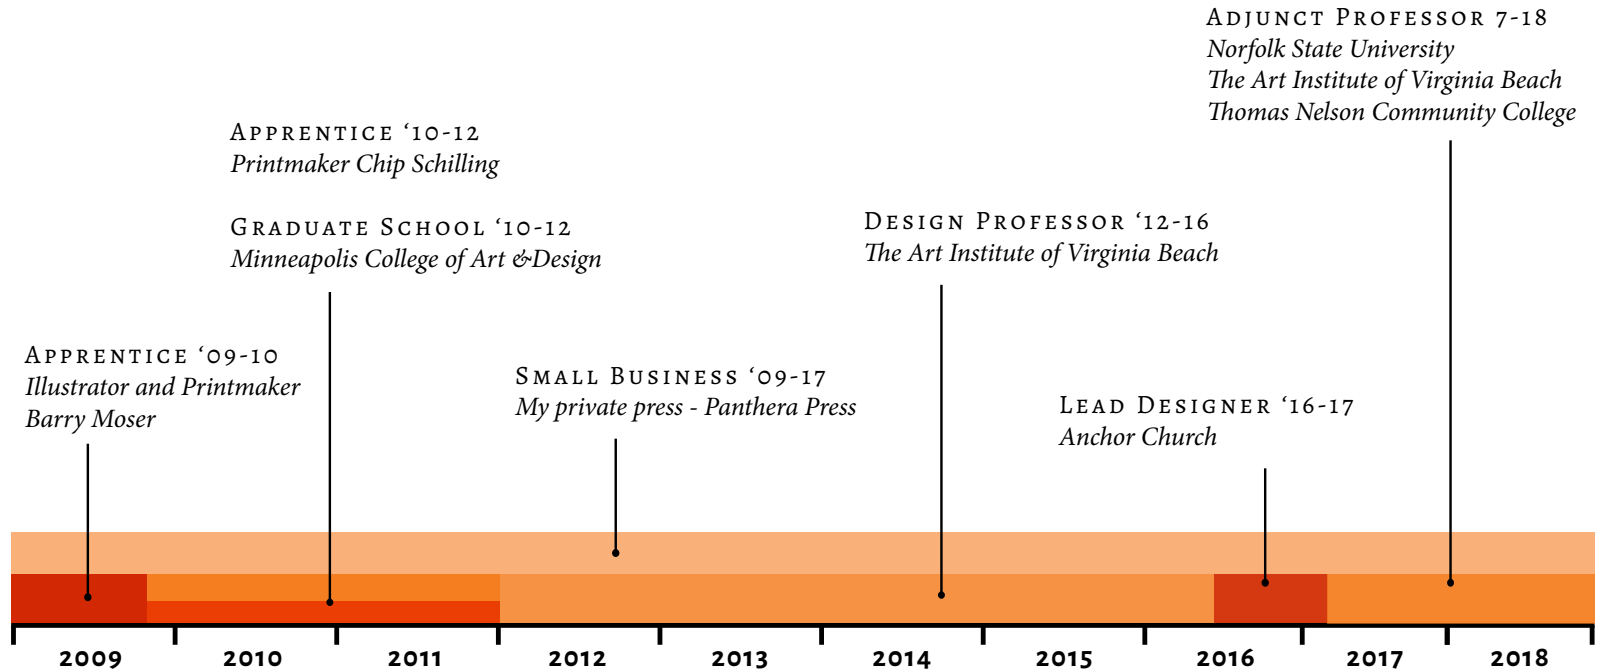 Adjunct Professor 7-18
Norfolk State University
The Art Institute of Virginia Beach
Thomas Nelson Community College
Apprentice ‘10-12
Printmaker Chip Schilling
Graduate School ‘10-12
Minneapolis College of Art &Design
Design Professor ‘12-16
The Art Institute of Virginia Beach
Apprentice ‘09-10
Illustrator and Printmaker
Barry Moser
Small Business ‘09-17
My private press - Panthera Press
Lead Designer ‘16-17
Anchor Church
2009 2010 2011 2012 2013 2014 2015 2016 2017 2018